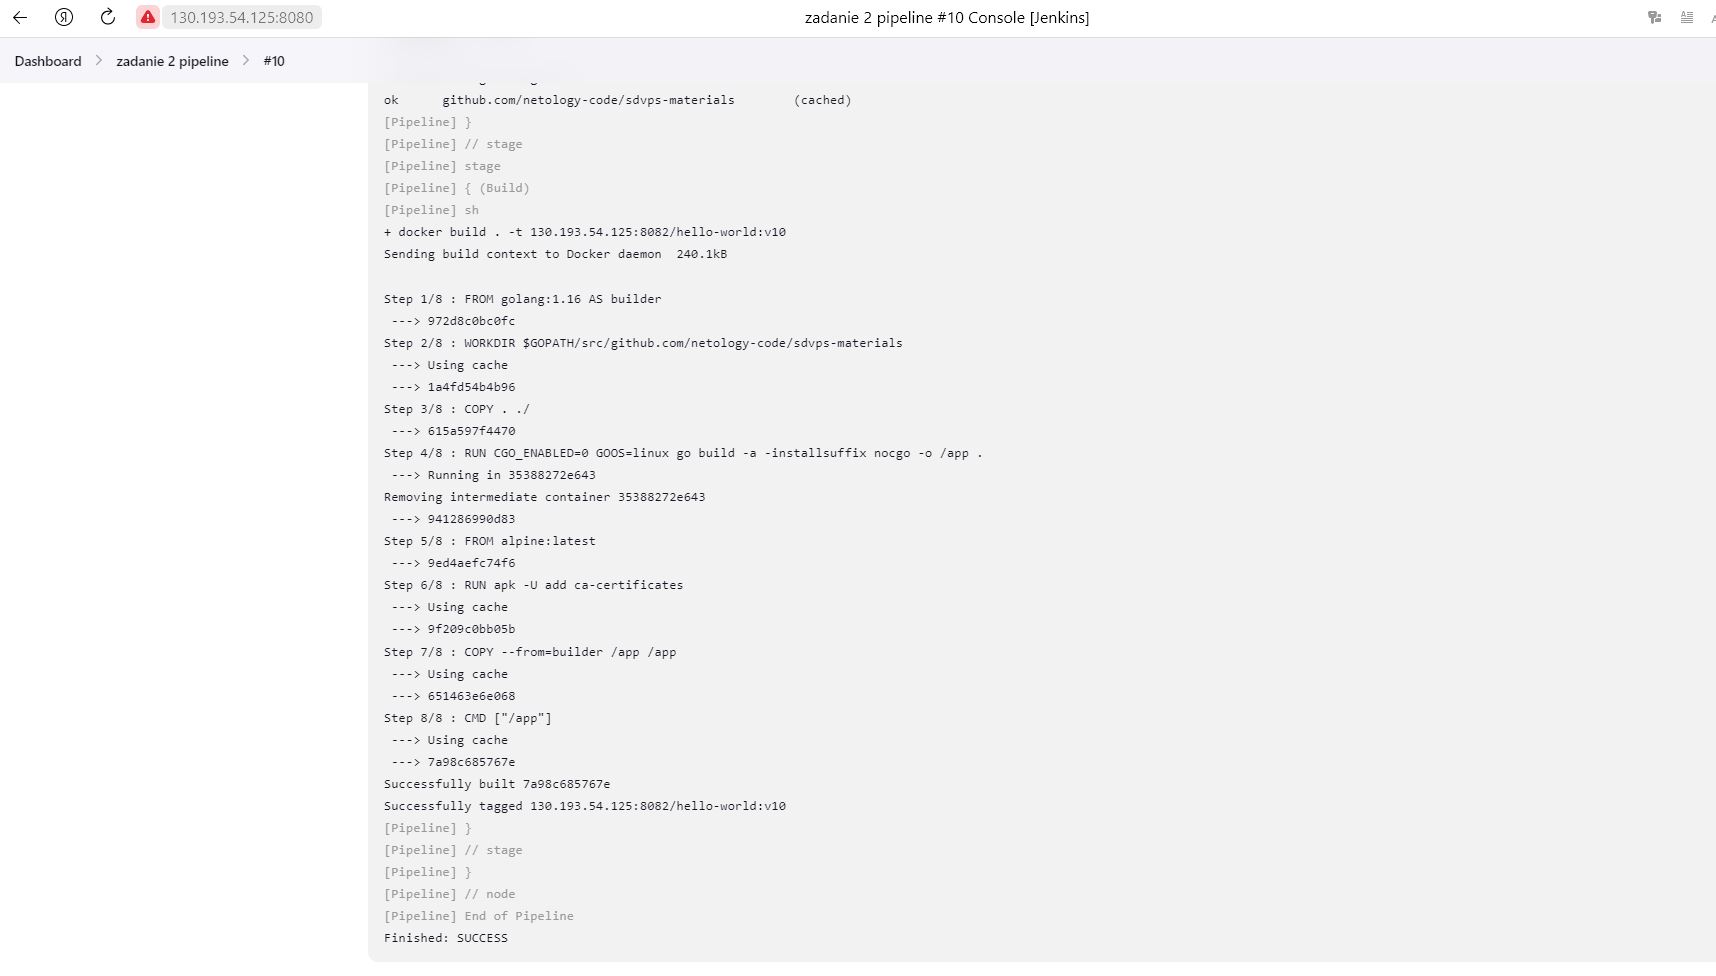 Я 130.193.54.125:8080 zadanie 2 pipeline #10 Console [Jenkins]
Dashboard > zadanie 2 pipeline > #10
ok      github.com/netology-code/sdvps-materials        (cached)
[Pipeline] }
[Pipeline] // stage
[Pipeline] stage
[Pipeline] { (Build)
[Pipeline] sh
+ docker build . -t 130.193.54.125:8082/hello-world:v10
Sending build context to Docker daemon  240.1kB
Step 1/8 : FROM golang:1.16 AS builder
 ---> 972d8c0bc0fc
Step 2/8 : WORKDIR $GOPATH/src/github.com/netology-code/sdvps-materials
 ---> Using cache
 ---> 1a4fd54b4b96
Step 3/8 : COPY . ./
 ---> 615a597f4470
Step 4/8 : RUN CGO_ENABLED=0 GOOS=linux go build -a -installsuffix nocgo -o /app .
 ---> Running in 35388272e643
Removing intermediate container 35388272e643
 ---> 941286990d83
Step 5/8 : FROM alpine:latest
 ---> 9ed4aefc74f6
Step 6/8 : RUN apk -U add ca-certificates
 ---> Using cache
 ---> 9f209c0bb05b
Step 7/8 : COPY --from=builder /app /app
 ---> Using cache
 ---> 651463e6e068
Step 8/8 : CMD ["/app"]
 ---> Using cache
 ---> 7a98c685767e
Successfully built 7a98c685767e
Successfully tagged 130.193.54.125:8082/hello-world:v10
[Pipeline] }
[Pipeline] // stage
[Pipeline] }
[Pipeline] // node
[Pipeline] End of Pipeline
Finished: SUCCESS